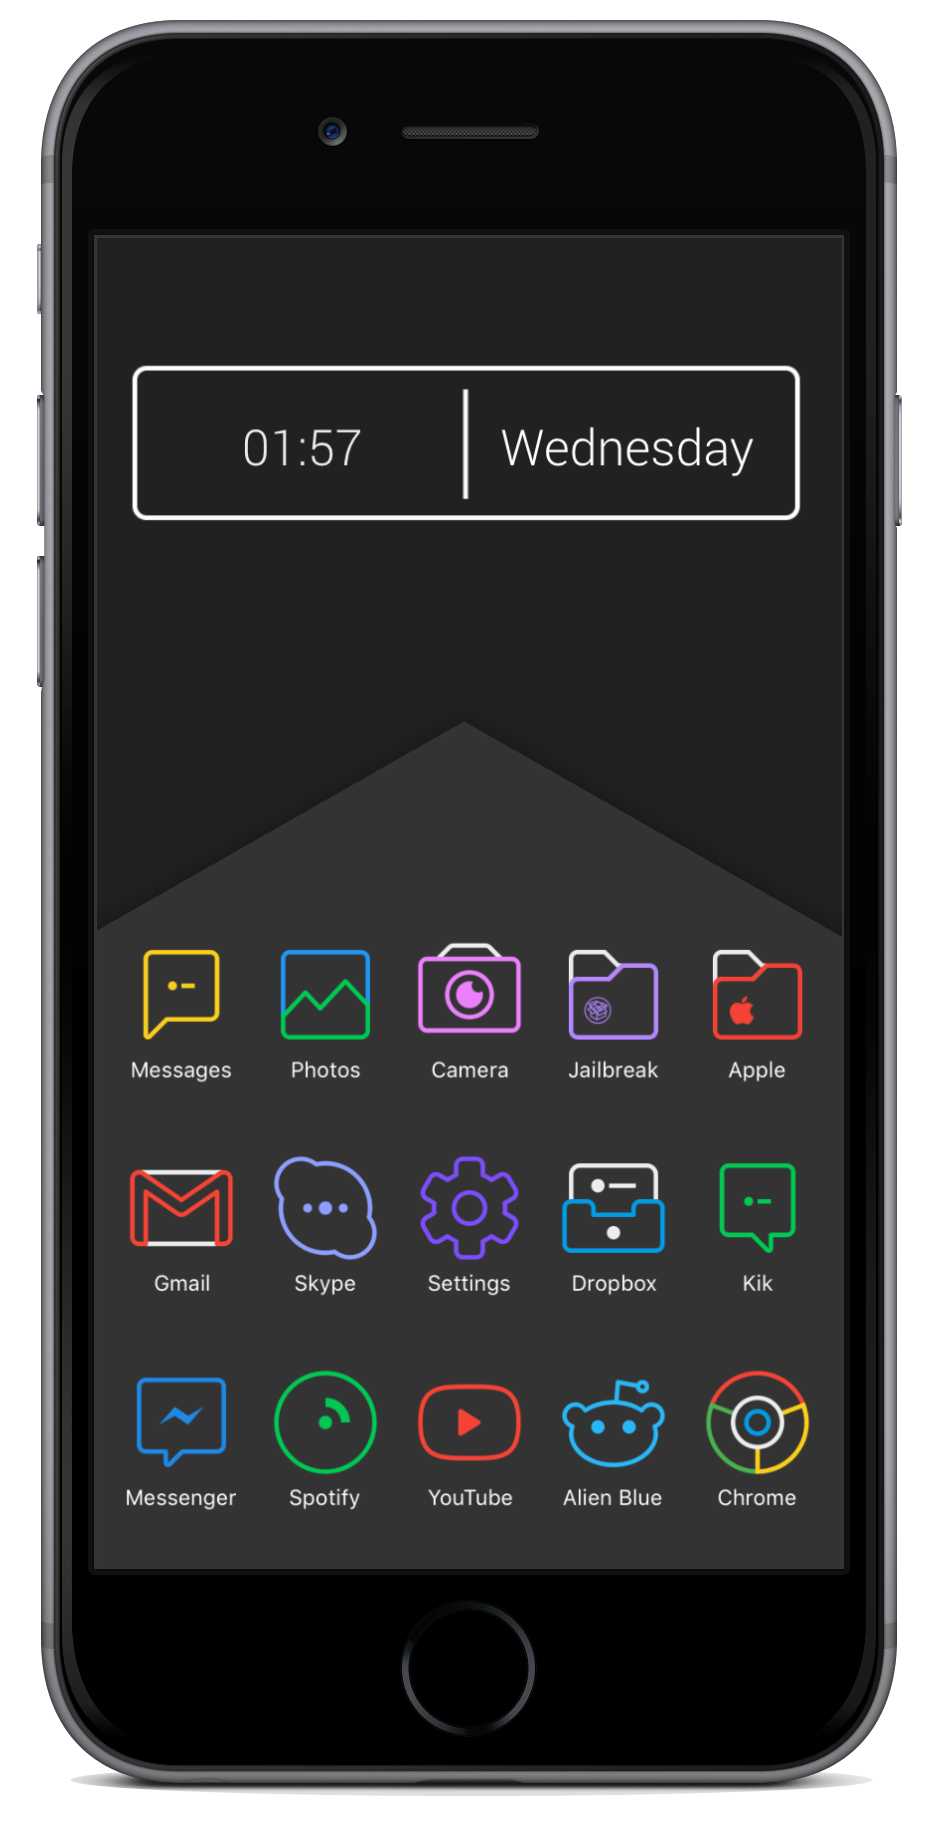 01:57 Wednesday
Messages Photos Camera Jailbreak Apple
Gmail Skype Settings Dropbox Kik
Messenger Spotify YouTube Alien Blue Chrome